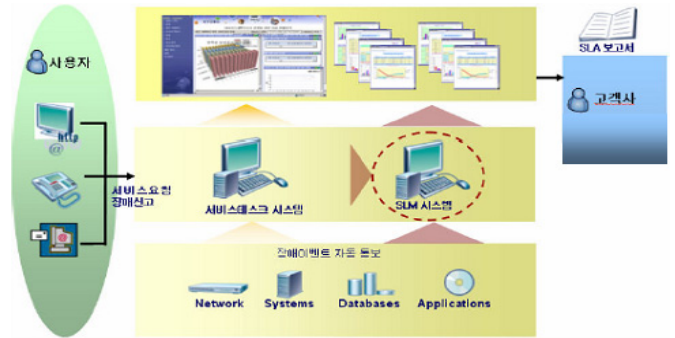 사용자
http
@
서비스요청
장애신고
서비스데스크 시스템
SLM 시스템
장애이벤트 자동 통보
Network
Systems
Databases
Applications
SLA 보고서
고객사